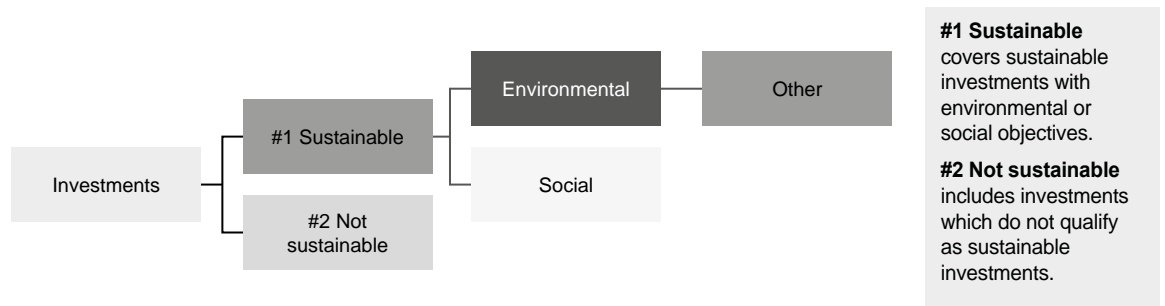 Investments
#1 Sustainable
#2 Not
sustainable
Environmental
Social
Other
#1 Sustainable
covers sustainable
investments with
environmental or
social objectives.
#2 Not sustainable
includes investments
which do not qualify
as sustainable
investments.